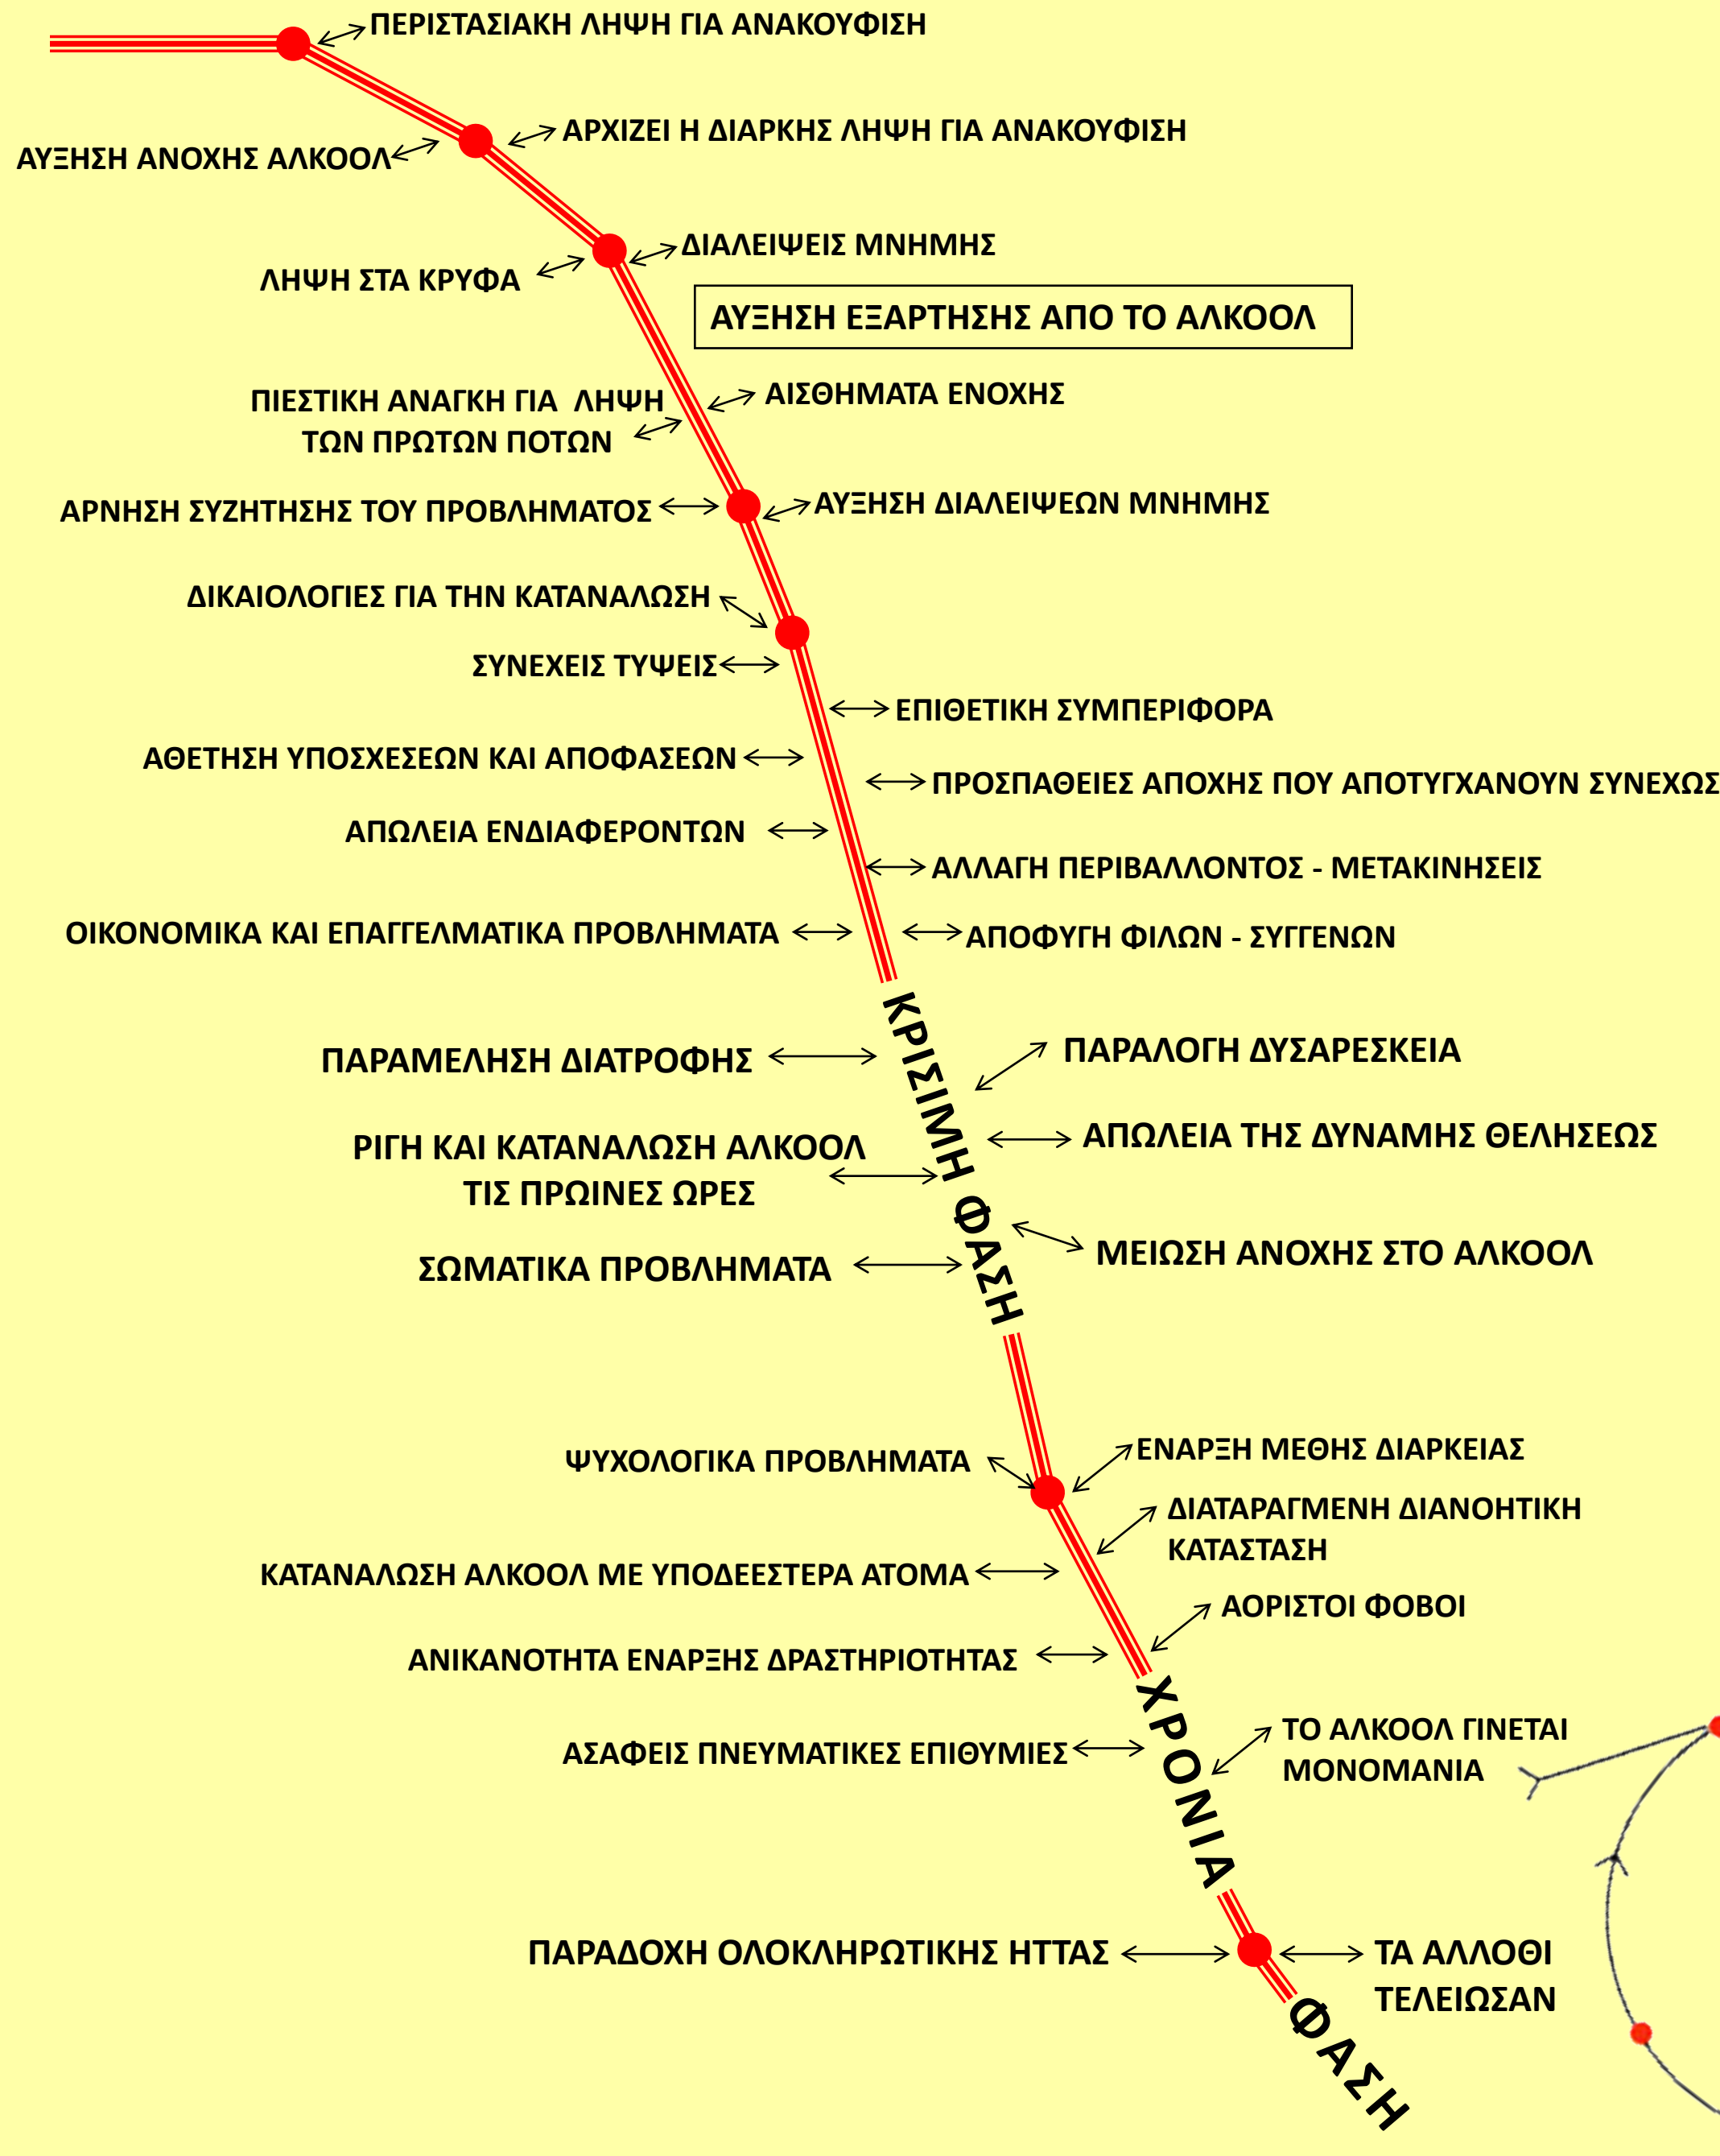 ΠΕΡΙΣΤΑΣΙΑΚΗ ΛΗΨΗ ΓΙΑ ΑΝΑΚΟΥΦΙΣΗ
ΑΡΧΙΖΕΙ Η ΔΙΑΡΚΗΣ ΛΗΨΗ ΓΙΑ ΑΝΑΚΟΥΦΙΣΗ
ΑΥΞΗΣΗ ΑΝΟΧΗΣ ΑΛΚΟΟΛ
ΔΙΑΛΕΙΨΕΙΣ ΜΝΗΜΗΣ
ΛΗΨΗ ΣΤΑ ΚΡΥΦΑ
ΑΥΞΗΣΗ ΕΞΑΡΤΗΣΗΣ ΑΠΟ ΤΟ ΑΛΚΟΟΛ
ΑΙΣΘΗΜΑΤΑ ΕΝΟΧΗΣ
ΠΙΕΣΤΙΚΗ ΑΝΑΓΚΗ ΓΙΑ ΛΗΨΗ
ΤΩΝ ΠΡΩΤΩΝ ΠΟΤΩΝ
ΑΡΝΗΣΗ ΣΥΖΗΤΗΣΗΣ ΤΟΥ ΠΡΟΒΛΗΜΑΤΟΣ
ΑΥΞΗΣΗ ΔΙΑΛΕΙΨΕΩΝ ΜΝΗΜΗΣ
ΔΙΚΑΙΟΛΟΓΙΕΣ ΓΙΑ ΤΗΝ ΚΑΤΑΝΑΛΩΣΗ
ΣΥΝΕΧΕΙΣ ΤΥΨΕΙΣ
ΕΠΙΘΕΤΙΚΗ ΣΥΜΠΕΡΙΦΟΡΑ
ΑΘΕΤΗΣΗ ΥΠΟΣΧΕΣΕΩΝ ΚΑΙ ΑΠΟΦΑΣΕΩΝ
ΠΡΟΣΠΑΘΕΙΕΣ ΑΠΟΧΗΣ ΠΟΥ ΑΠΟΤΥΓΧΑΝΟΥΝ ΣΥΝΕΧΩΣ
ΑΠΩΛΕΙΑ ΕΝΔΙΑΦΕΡΟΝΤΩΝ
ΑΛΛΑΓΗ ΠΕΡΙΒΑΛΛΟΝΤΟΣ - ΜΕΤΑΚΙΝΗΣΕΙΣ
ΟΙΚΟΝΟΜΙΚΑ ΚΑΙ ΕΠΑΓΓΕΛΜΑΤΙΚΑ ΠΡΟΒΛΗΜΑΤΑ
ΑΠΟΦΥΓΗ ΦΙΛΩΝ - ΣΥΓΓΕΝΩΝ
ΚΡΙΣΙΜΗ ΦΑΣΗ
ΠΑΡΑΜΕΛΗΣΗ ΔΙΑΤΡΟΦΗΣ
ΠΑΡΑΛΟΓΗ ΔΥΣΑΡΕΣΚΕΙΑ
ΑΠΩΛΕΙΑ ΤΗΣ ΔΥΝΑΜΗΣ ΘΕΛΗΣΕΩΣ
ΡΙΓΗ ΚΑΙ ΚΑΤΑΝΑΛΩΣΗ ΑΛΚΟΟΛ
ΤΙΣ ΠΡΩΙΝΕΣ ΩΡΕΣ
ΜΕΙΩΣΗ ΑΝΟΧΗΣ ΣΤΟ ΑΛΚΟΟΛ
ΣΩΜΑΤΙΚΑ ΠΡΟΒΛΗΜΑΤΑ
ΕΝΑΡΞΗ ΜΕΘΗΣ ΔΙΑΡΚΕΙΑΣ
ΨΥΧΟΛΟΓΙΚΑ ΠΡΟΒΛΗΜΑΤΑ
ΔΙΑΤΑΡΑΓΜΕΝΗ ΔΙΑΝΟΗΤΙΚΗ
ΚΑΤΑΣΤΑΣΗ
ΚΑΤΑΝΑΛΩΣΗ ΑΛΚΟΟΛ ΜΕ ΥΠΟΔΕΕΣΤΕΡΑ ΑΤΟΜΑ
ΑΟΡΙΣΤΟΙ ΦΟΒΟΙ
ΑΝΙΚΑΝΟΤΗΤΑ ΕΝΑΡΞΗΣ ΔΡΑΣΤΗΡΙΟΤΗΤΑΣ
ΧΡΟΝΙΑ
ΤΟ ΑΛΚΟΟΛ ΓΙΝΕΤΑΙ
ΜΟΝΟΜΑΝΙΑ
ΑΣΑΦΕΙΣ ΠΝΕΥΜΑΤΙΚΕΣ ΕΠΙΘΥΜΙΕΣ
ΠΑΡΑΔΟΧΗ ΟΛΟΚΛΗΡΩΤΙΚΗΣ ΗΤΤΑΣ
ΤΑ ΑΛΛΟΘΙ
ΤΕΛΕΙΩΣΑΝ
ΦΑΣΗ